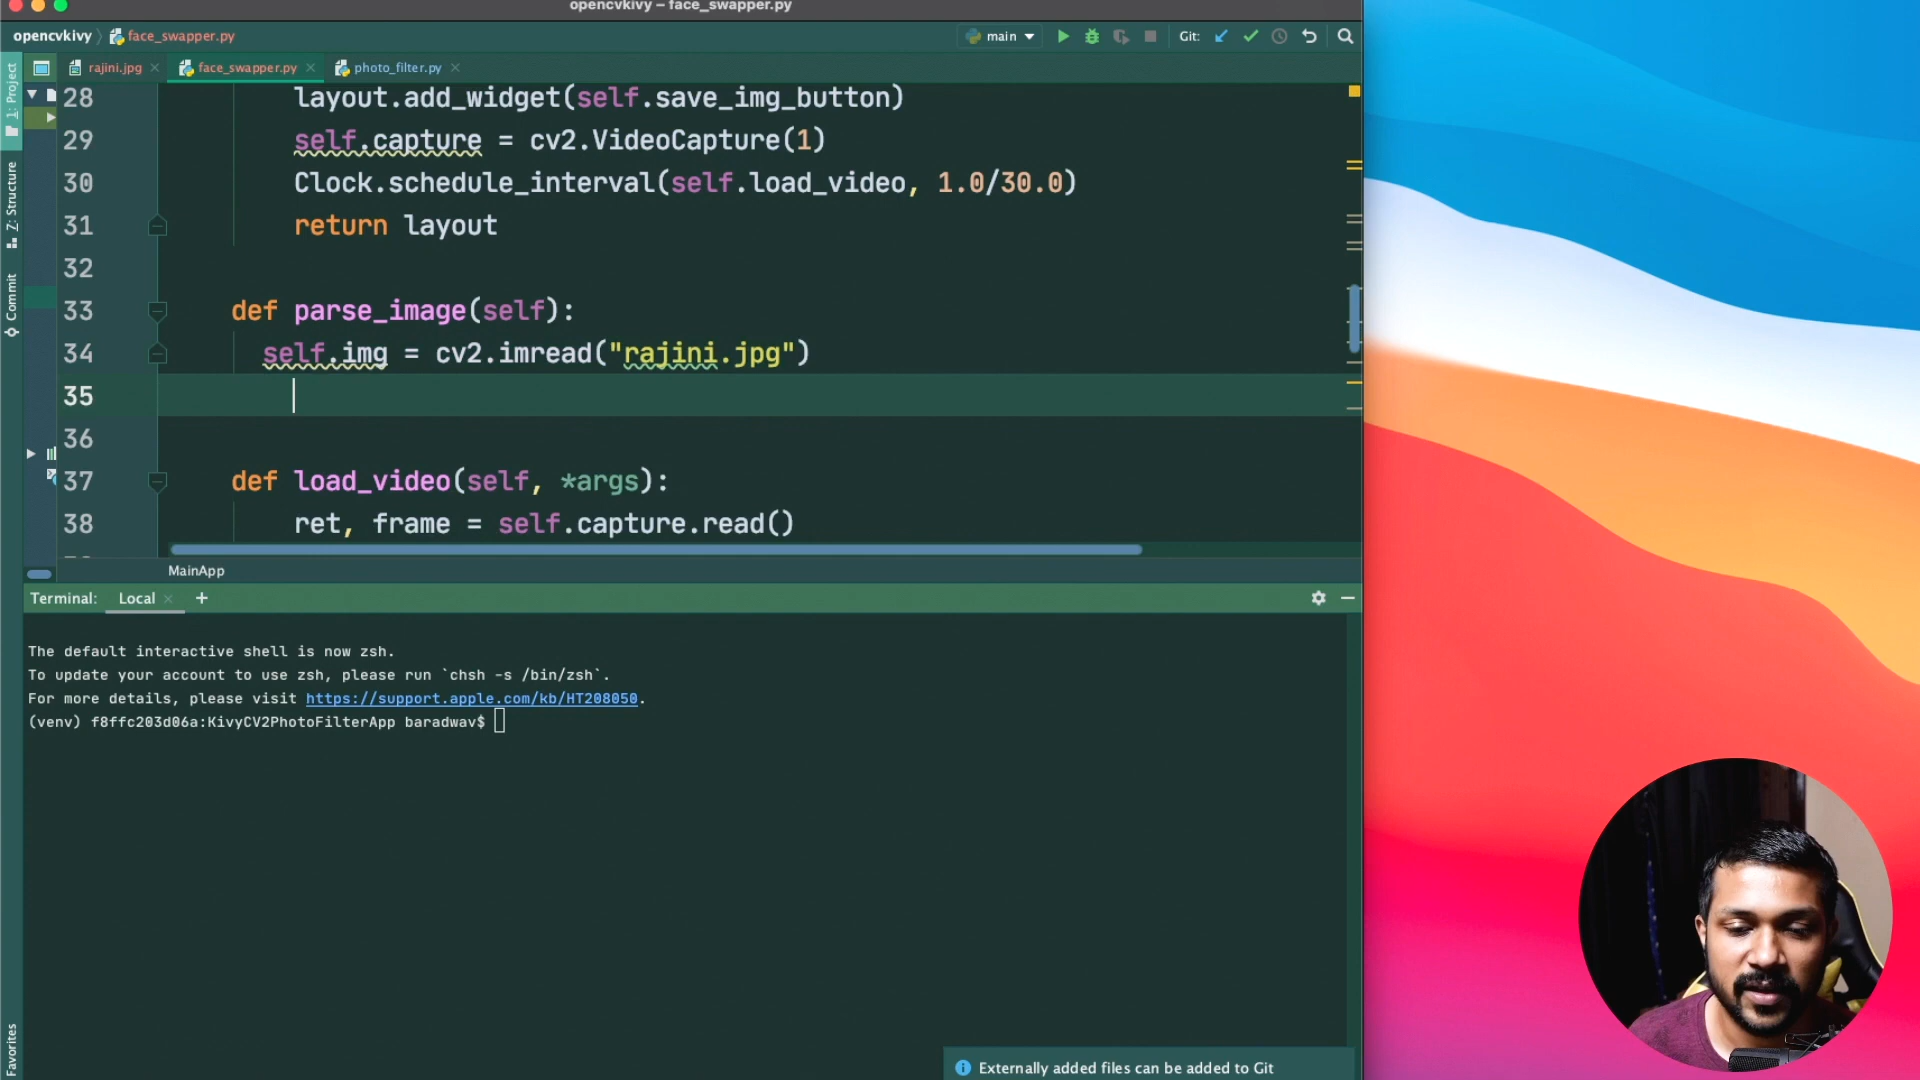 opencvkivy – face_swapper.py
opencvkivy face_swapper.py main Git:
1: Project rajini.jpg face_swapper.py photo_filter.py
28 layout.add_widget(self.save_img_button)
29 self.capture = cv2.VideoCapture(1)
30 Clock.schedule_interval(self.load_video, 1.0/30.0)
31 return layout
32
33 def parse_image(self):
34 self.img = cv2.imread("rajini.jpg")
35
36
37 def load_video(self, *args):
38 ret, frame = self.capture.read()
Z: Structure
Commit
MainApp
Terminal: Local +
The default interactive shell is now zsh.
To update your account to use zsh, please run `chsh -s /bin/zsh`.
For more details, please visit https://support.apple.com/kb/HT208050.
(venv) f8ffc203d06a:KivyCV2PhotoFilterApp baradwav$
Favorites
Externally added files can be added to Git